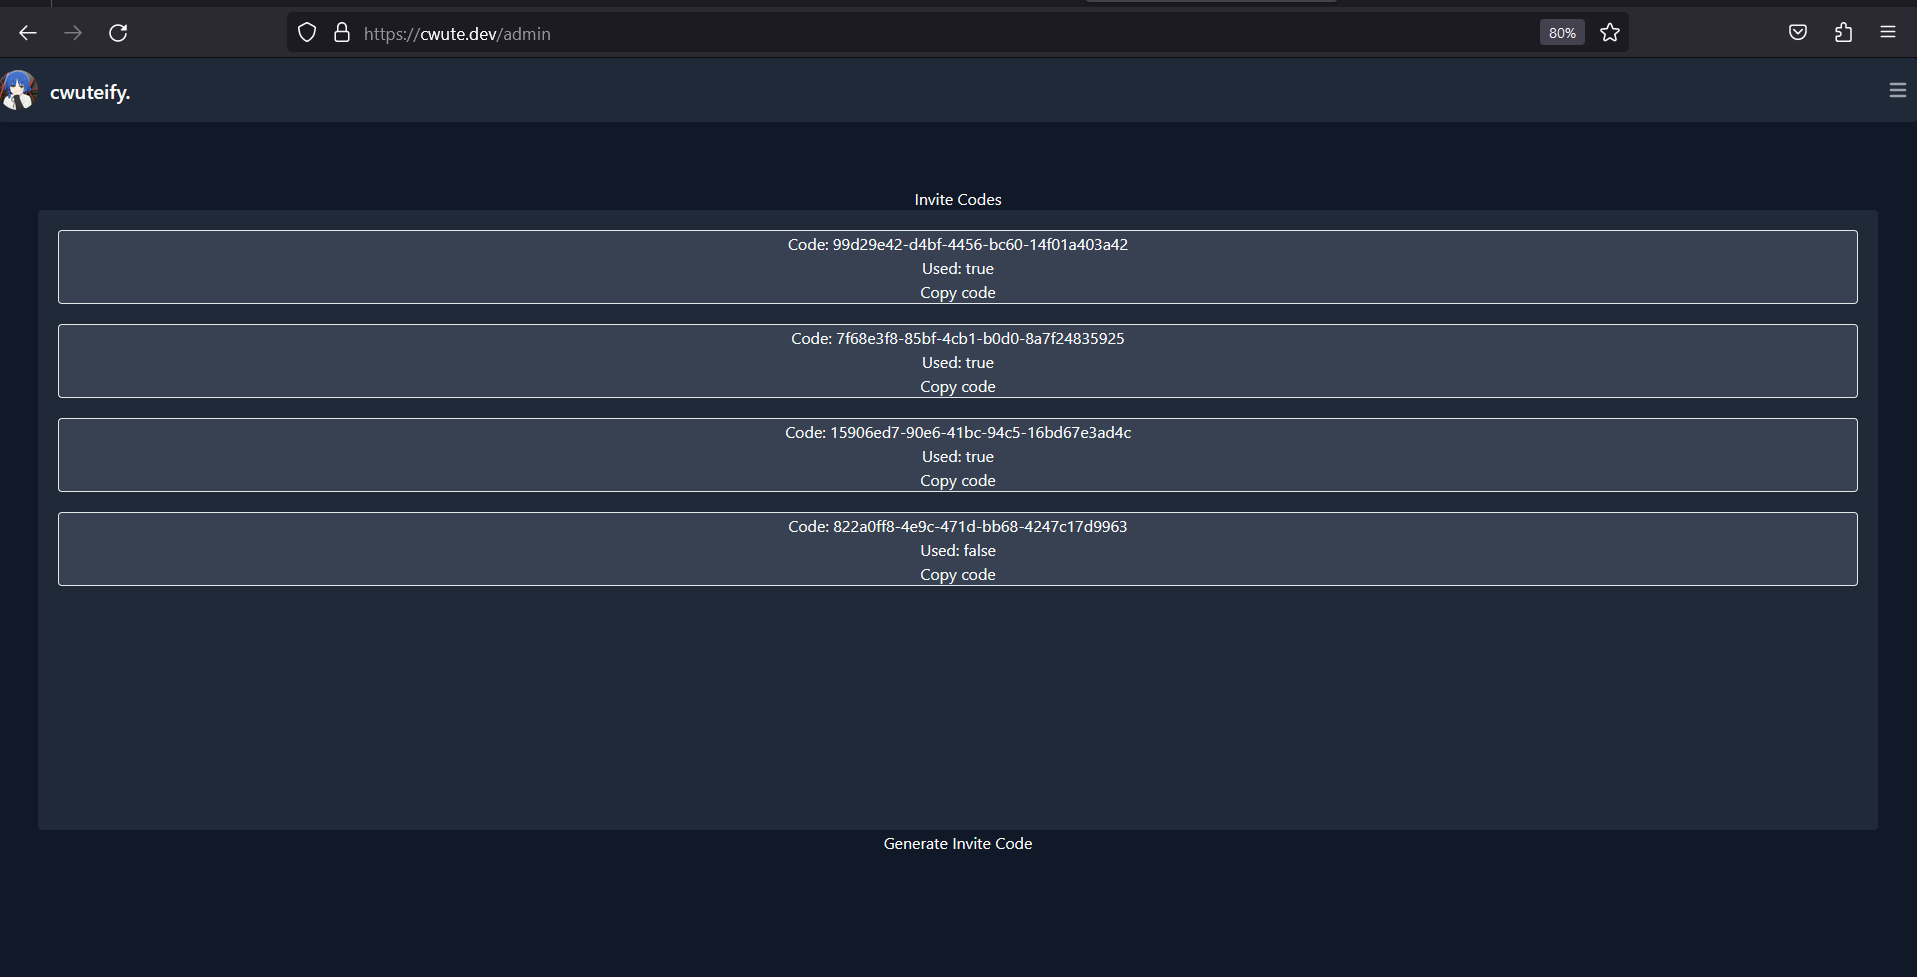 https://cwute.dev/admin
80%
cwuteify.
Invite Codes
Code: 99d29e42-d4bf-4456-bc60-14f01a403a42
Used: true
Copy code
Code: 7f68e3f8-85bf-4cb1-b0d0-8a7f24835925
Used: true
Copy code
Code: 15906ed7-90e6-41bc-94c5-16bd67e3ad4c
Used: true
Copy code
Code: 822a0ff8-4e9c-471d-bb68-4247c17d9963
Used: false
Copy code
Generate Invite Code